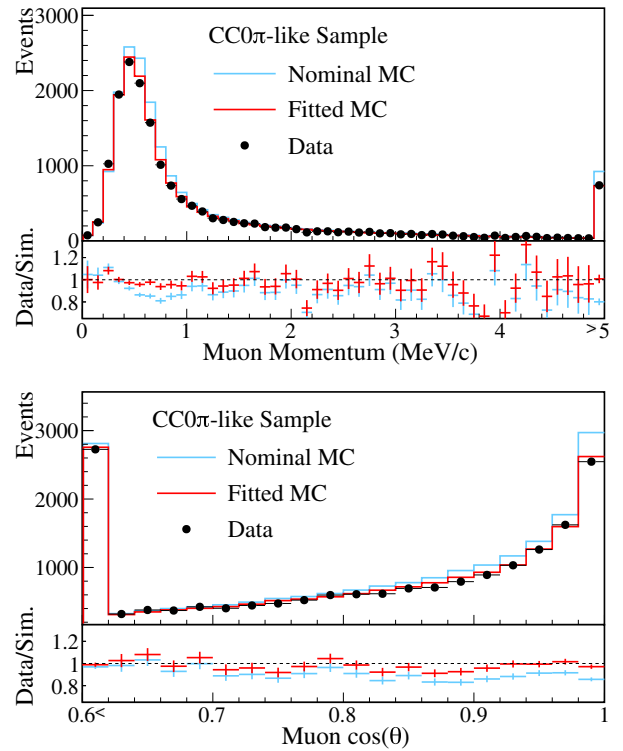 3000
2000
1000
0
Events
CC0π-like Sample
Nominal MC
Fitted MC
Data
1.2
1
0.8
Data/Sim.
0 1 2 3 4 >5
Muon Momentum (MeV/c)
3000
2000
1000
Events
CC0π-like Sample
Nominal MC
Fitted MC
Data
1.2
1
0.8
Data/Sim.
0.6< 0.7 0.8 0.9 1
Muon cos(θ)